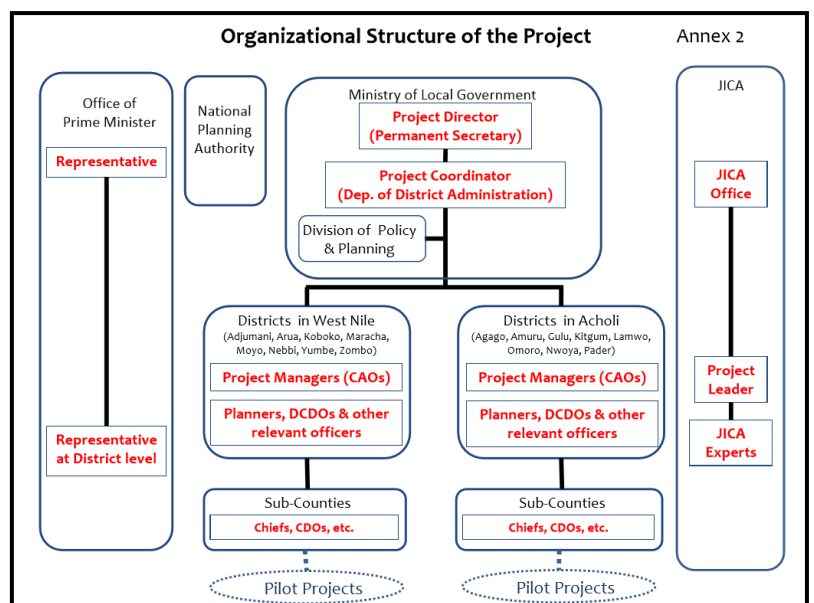 Organizational Structure of the Project
Annex 2
Office of
Prime Minister
Representative
Representative
at District level
National
Planning
Authority
Ministry of Local Government
Project Director
(Permanent Secretary)
Project Coordinator
(Dep. of District Administration)
Division of Policy
& Planning
Districts in West Nile
(Adjumani, Arua, Koboko, Maracha,
Moyo, Nebbi, Yumbe, Zombo)
Project Managers (CAOs)
Planners, DCDOs & other
relevant officers
Sub-Counties
Chiefs, CDOs, etc.
Pilot Projects
Districts in Acholi
(Agago, Amuru, Gulu, Kitgum, Lamwo,
Omoro, Nwoya, Pader)
Project Managers (CAOs)
Planners, DCDOs & other
relevant officers
Sub-Counties
Chiefs, CDOs, etc.
Pilot Projects
JICA
JICA
Office
Project
Leader
JICA
Experts